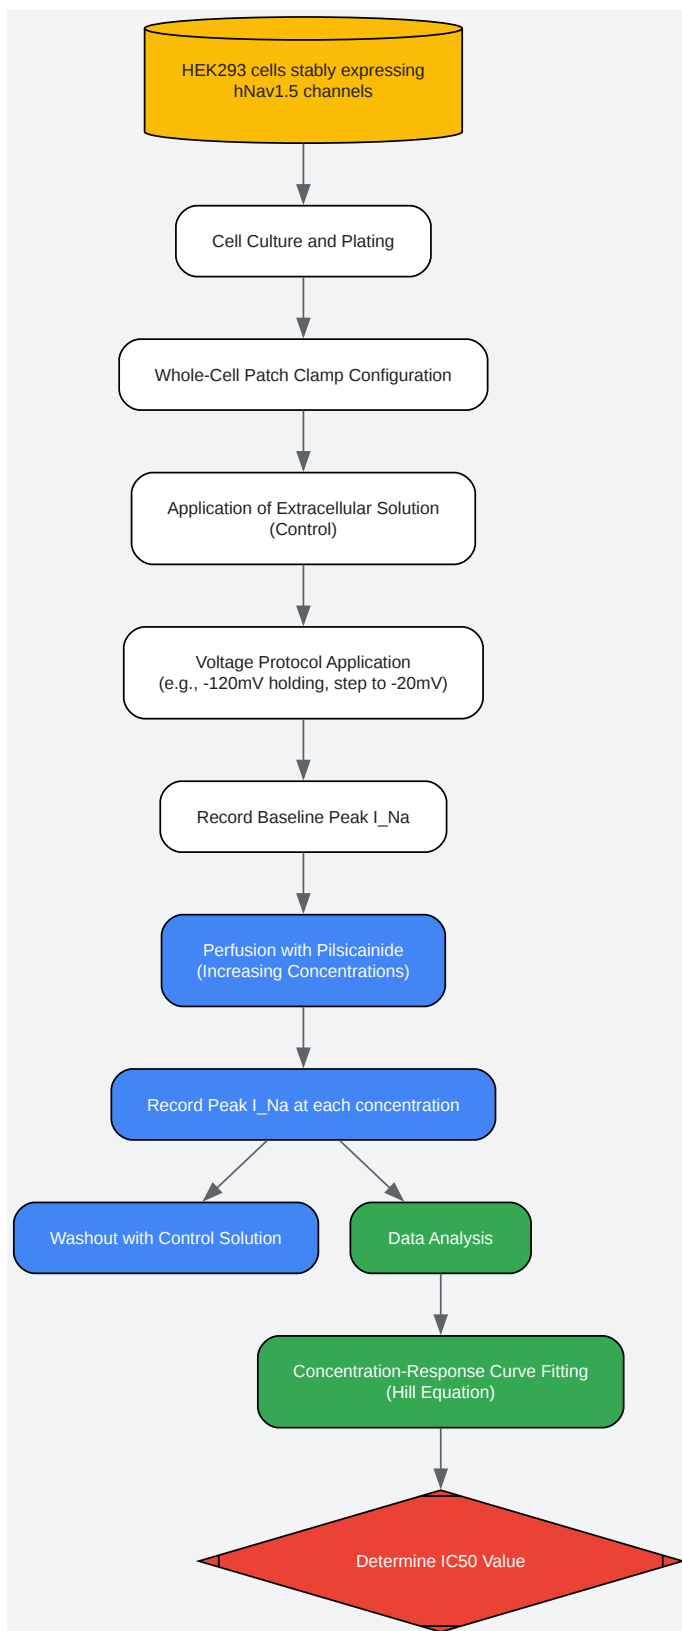 HEK293 cells stably expressing
hNav1.5 channels
Cell Culture and Plating
Whole-Cell Patch Clamp Configuration
Application of Extracellular Solution
(Control)
Voltage Protocol Application
(e.g., -120mV holding, step to -20mV)
Record Baseline Peak I_Na
Perfusion with Pilsicainide
(Increasing Concentrations)
Record Peak I_Na at each concentration
Washout with Control Solution
Data Analysis
Concentration-Response Curve Fitting
(Hill Equation)
Determine IC50 Value